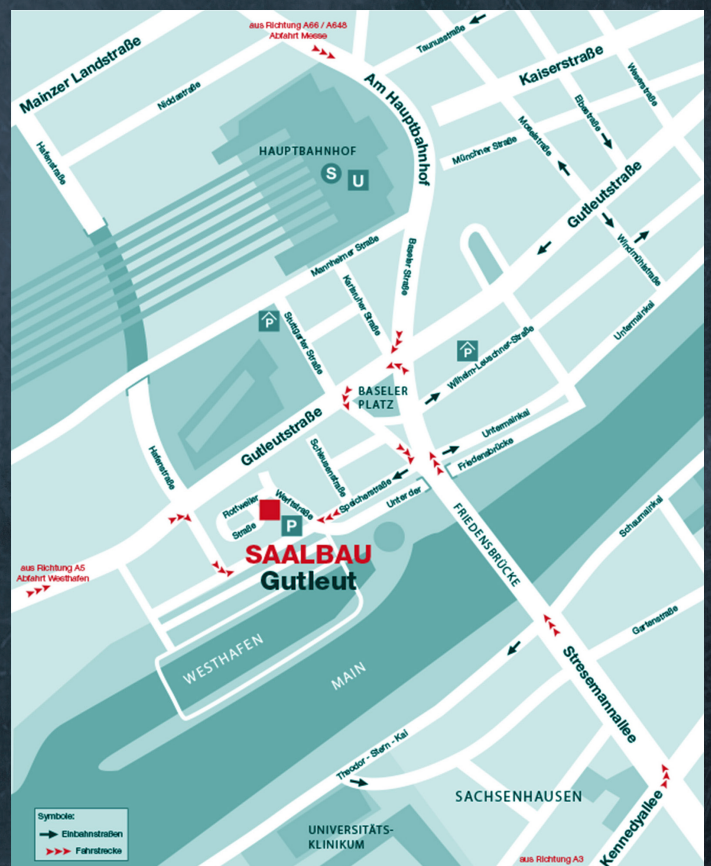 aus Richtung A66 / A648
Abfahrt Messe
Mainzer Landstraße
Niddastraße
Taunusstraße
Kaiserstraße
Weserstraße
Elbestraße
Moselstraße
Münchner Straße
Am Hauptbahnhof
Hafenstraße
HAUPTBAHNHOF
S
U
Gutleutstraße
Windmühlstraße
Mannheimer Straße
Baseler Straße
Karlsruher Straße
Untermainkai
P
Stuttgarter Straße
P
Wilhelm-Leuschner-Straße
BASELER
PLATZ
Gutleutstraße
Untermainkai
Friedensbrücke
Hafenstraße
Schleusenstraße
Speicherstraße
Unter der
Rottweiler
Straße
Werftstraße
P
SAALBAU
Gutleut
FRIEDENSBRÜCKE
Schaumainkai
aus Richtung A5
Abfahrt Westhafen
Gartenstraße
WESTHAFEN
MAIN
Stresemannallee
Theodor - Stern - Kai
SACHSENHAUSEN
Kennedyallee
UNIVERSITÄTS-
KLINIKUM
aus Richtung A3
Symbole:
Einbahnstraßen
Fahrstrecke